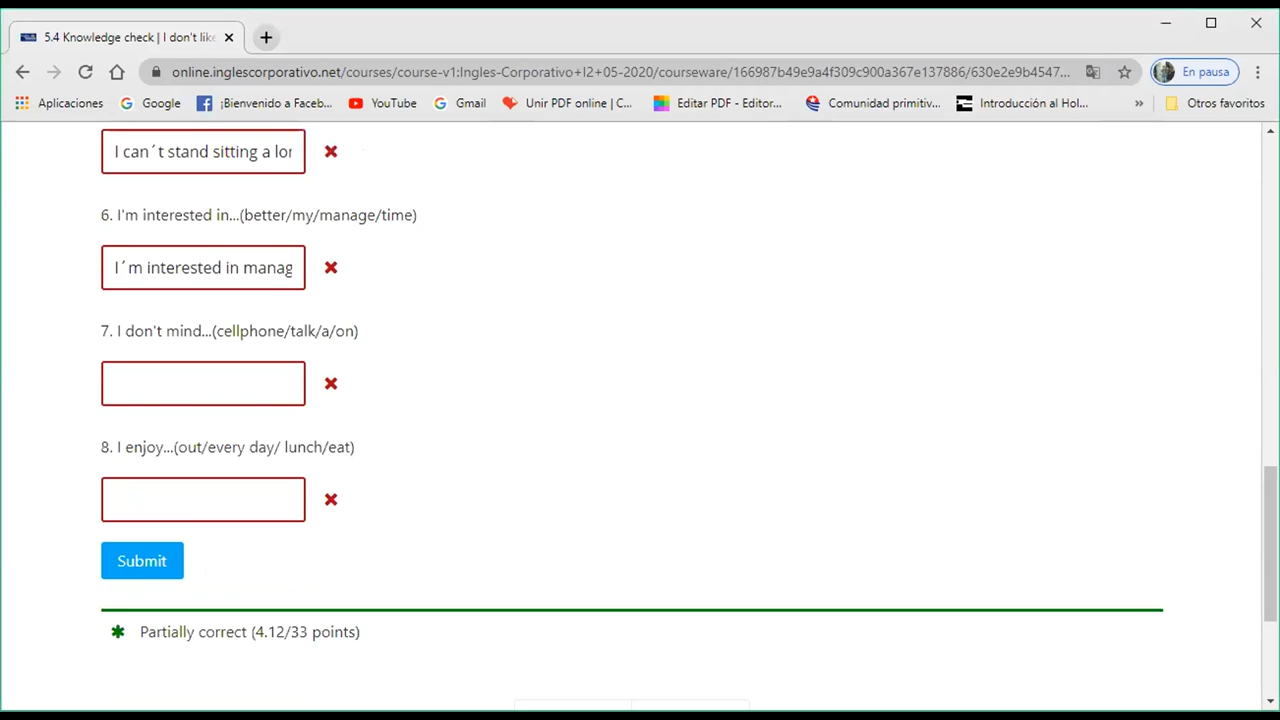 5.4 Knowledge check | I don't like
online.inglescorporativo.net/courses/course-v1:Ingles-Corporativo+I2+05-2020/courseware/166987b49e9a4f309c900a3c7e137886/630e2e9b4547...
En pausa
Aplicaciones Google ¡Bienvenido a Faceb... YouTube Gmail Unir PDF online | C... Editar PDF - Editor... Comunidad primitiv... Introducción al Hol... » Otros favoritos
I can´t stand sitting a lon
6. I'm interested in...(better/my/manage/time)
I´m interested in manag
7. I don't mind...(cellphone/talk/a/on)
8. I enjoy...(out/every day/ lunch/eat)
Submit
Partially correct (4.12/33 points)